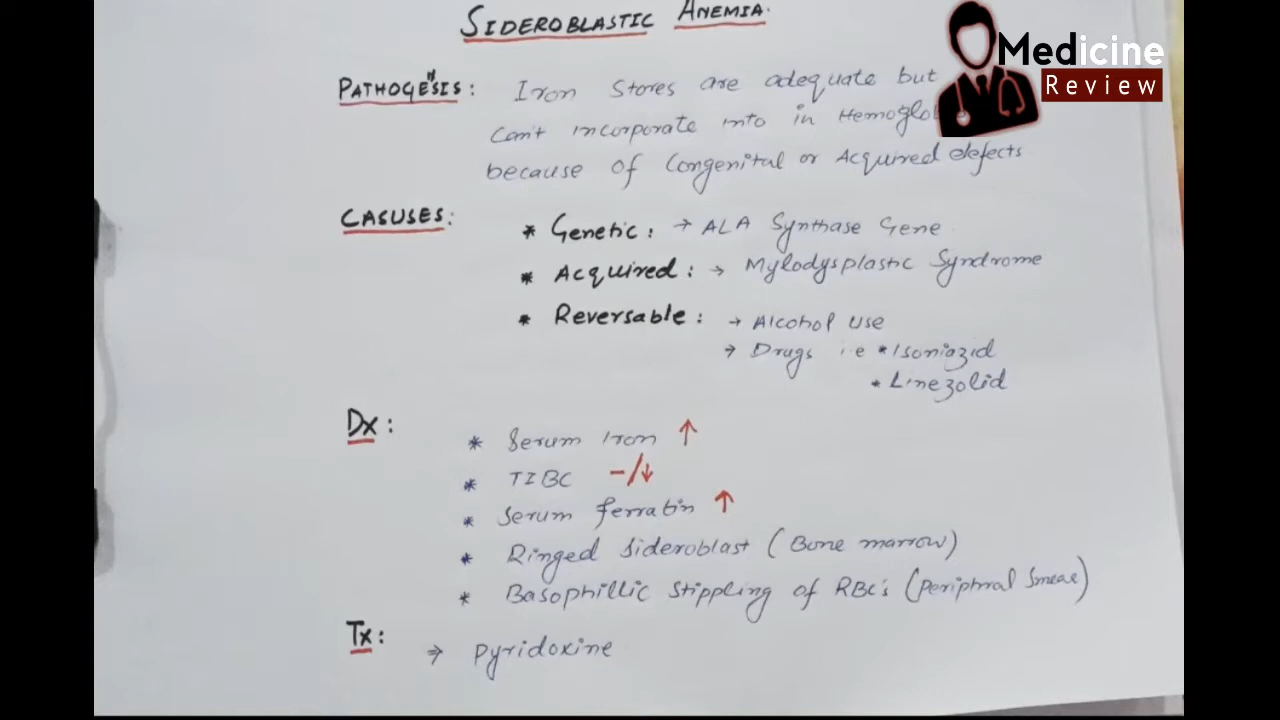 SIDEROBLASTIC ANEMIA.
Medicine
Review
PATHOGESIS: Iron Stores are adequate but
Can't incorporate into in Hemoglo
because of Congenital or Acquired defects
CASUSES:
* Genetic: → ALA Synthase Gene.
* Acquired: → Mylodysplastic Syndrome
* Reversable: → Alcohol use
→ Drugs i.e * Isoniazid
* Linezolid
Dx:
* Serum Iron ↑
* TIBC -/↓
* Serum ferratin ↑
* Ringed sideroblast (Bone marrow)
* Basophillic Stippling of RBC's (Periphral Smear)
Tx: → Pyridoxine